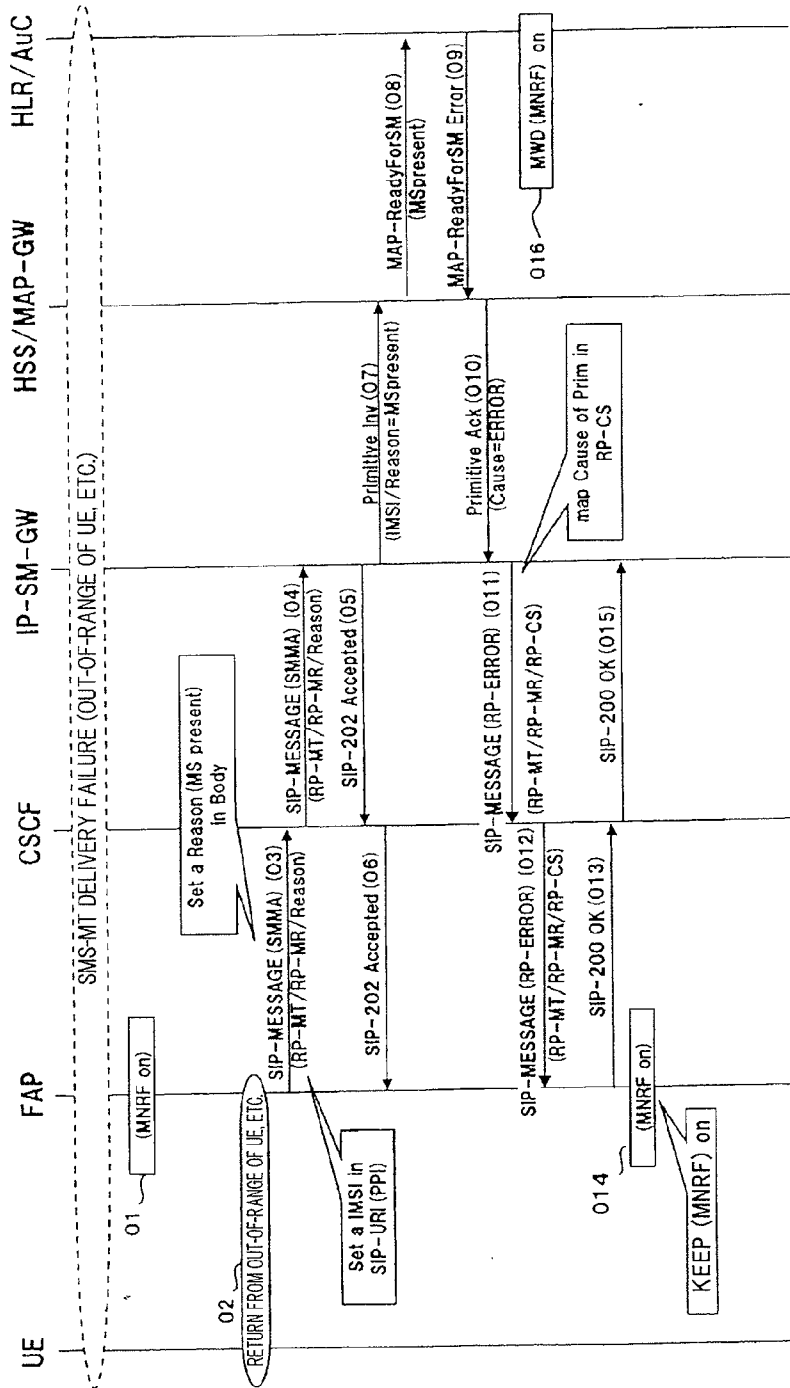 UE
FAP
CSCF
IP-SM-GW
HSS/MAP-GW
HLR/AuC
SMS-MT DELIVERY FAILURE (OUT-OF-RANGE OF UE, ETC.)
01
(MNRF on)
02
RETURN FROM OUT-OF-RANGE OF UE, ETC.
Set a Reason (MS present)
in Body
SIP-MESSAGE (SMMA) (03)
(RP-MT/RP-MR/Reason)
Set a IMSI in
SIP-URI (PPI)
SIP-MESSAGE (SMMA) (04)
(RP-MT/RP-MR/Reason)
SIP-202 Accepted (05)
SIP-202 Accepted (06)
Primitive Inv (07)
(IMSI/Reason=MSpresent)
MAP-ReadyForSM (08)
(MSpresent)
MAP-ReadyForSM Error (09)
Primitive Ack (010)
(Cause=ERROR)
SIP-MESSAGE (RP-ERROR) (011)
(RP-MT/RP-MR/RP-CS)
map Cause of Prim in
RP-CS
SIP-MESSAGE (RP-ERROR) (012)
(RP-MT/RP-MR/RP-CS)
SIP-200 OK (013)
SIP-200 OK (015)
014
(MNRF on)
KEEP (MNRF) on
016
MWD (MNRF) on